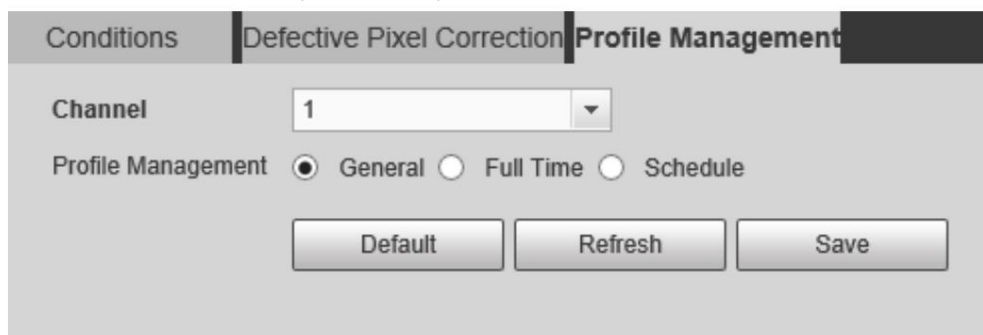 Conditions Defective Pixel Correction Profile Management
Channel 1
Profile Management General Full Time Schedule
Default Refresh Save